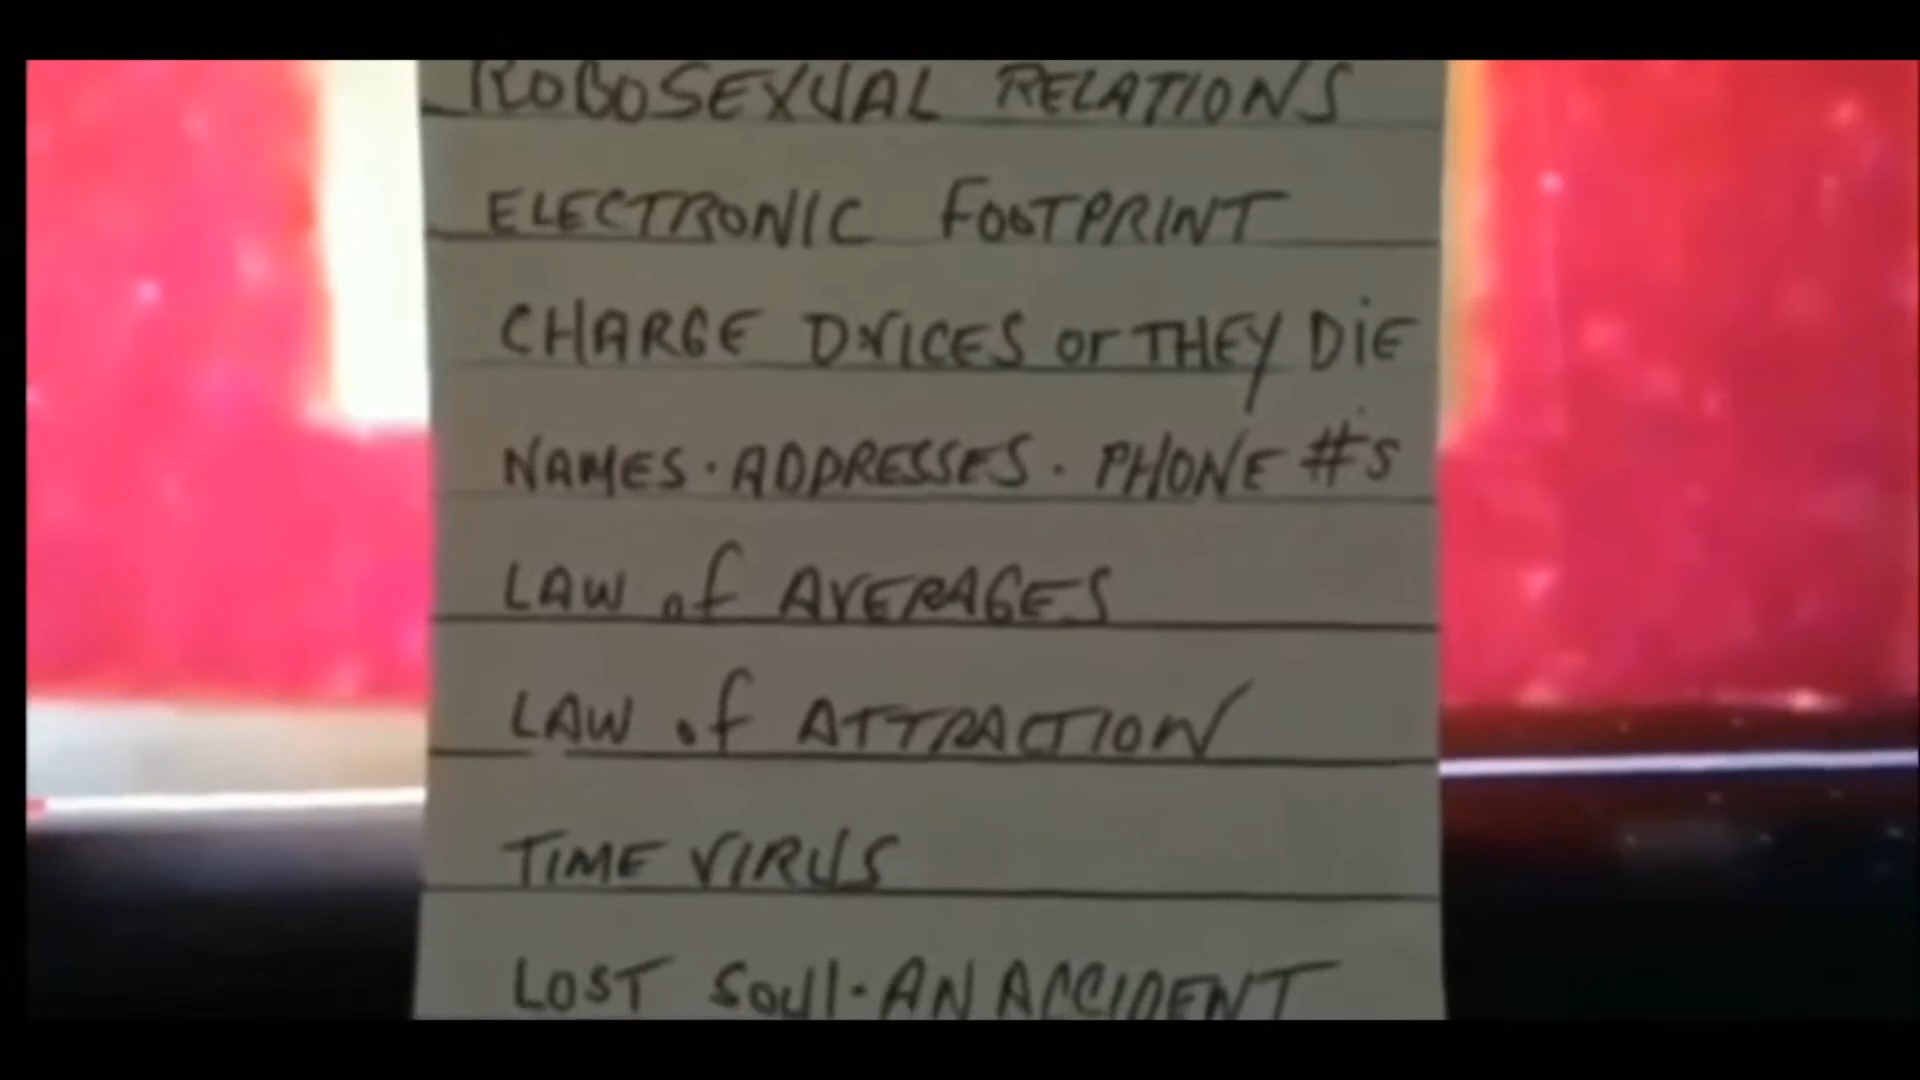 ROBOSEXUAL RELATIONS
ELECTRONIC FOOTPRINT
CHARGE DVICES or THEY DiE
NAMES · ADDRESSES · PHONE #s
LAW of AVERAGES
LAW of ATTRACTION
TIME VIRUS
LOST Soul · AN ACCIDENT